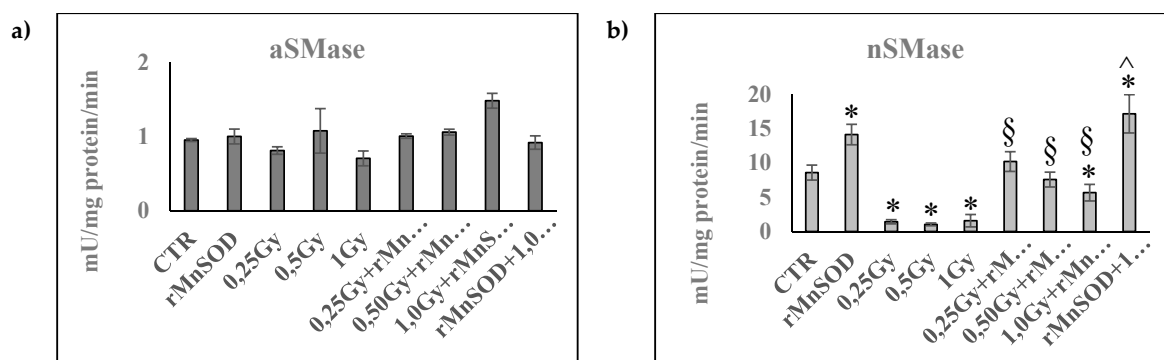 a)
aSMase
mU/mg protein/min
2
1
0
CTR
rMnSOD
0,25Gy
0,5Gy
1Gy
0,25Gy+rMn…
0,50Gy+rMn…
1,0Gy+rMnS…
rMnSOD+1,0…
b)
nSMase
mU/mg protein/min
20
15
10
5
0
*
*
*
*
§
§
§
*
^
*
CTR
rMnSOD
0,25Gy
0,5Gy
1Gy
0,25Gy+rM…
0,50Gy+rM…
1,0Gy+rMn…
rMnSOD+1…